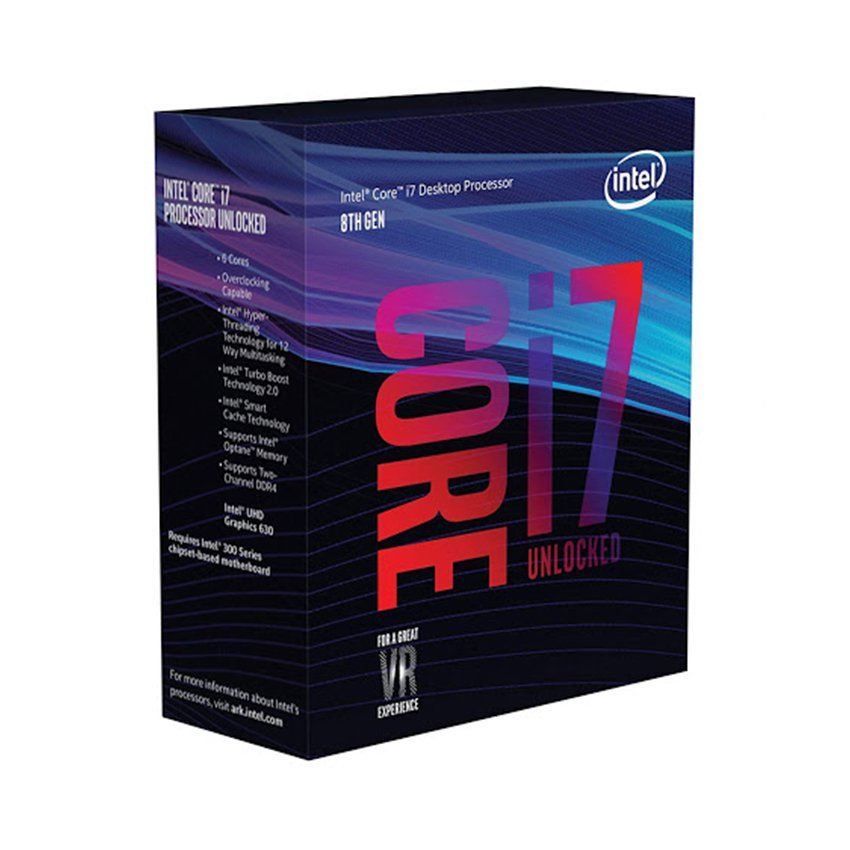 INTEL® CORE™ i7
PROCESSOR UNLOCKED
• 6 Cores
• Overclocking
Capable
• Intel® Hyper-
Threading
Technology for 12
Way Multitasking
• Intel® Turbo Boost
Technology 2.0
• Intel® Smart
Cache Technology
• Supports Intel®
Optane™ Memory
• Supports Two-
Channel DDR4
Intel® UHD
Graphics 630
Requires Intel® 300 Series
chipset-based motherboard
For more information about Intel's
processors, visit ark.intel.com
Intel® Core™ i7 Desktop Processor
8TH GEN
intel
CORE
i7
UNLOCKED
FOR A GREAT
VR
EXPERIENCE